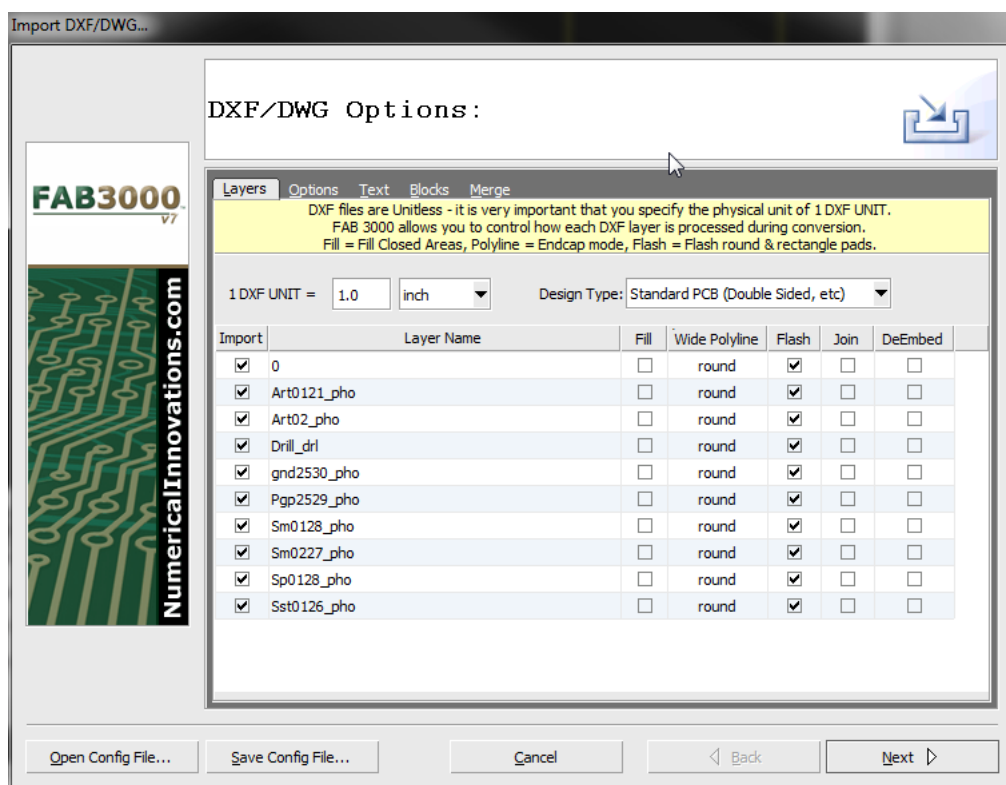 Import DXF/DWG...
DXF/DWG Options:
FAB3000
v7
NumericalInnovations.com
Layers Options Text Blocks Merge
DXF files are Unitless - it is very important that you specify the physical unit of 1 DXF UNIT.
FAB 3000 allows you to control how each DXF layer is processed during conversion.
Fill = Fill Closed Areas, Polyline = Endcap mode, Flash = Flash round & rectangle pads.
1 DXF UNIT = 1.0 inch Design Type: Standard PCB (Double Sided, etc)
Import Layer Name Fill Wide Polyline Flash Join DeEmbed
0 round
Art0121_pho round
Art02_pho round
Drill_drl round
gnd2530_pho round
Pgp2529_pho round
Sm0128_pho round
Sm0227_pho round
Sp0128_pho round
Sst0126_pho round
Open Config File... Save Config File... Cancel Back Next